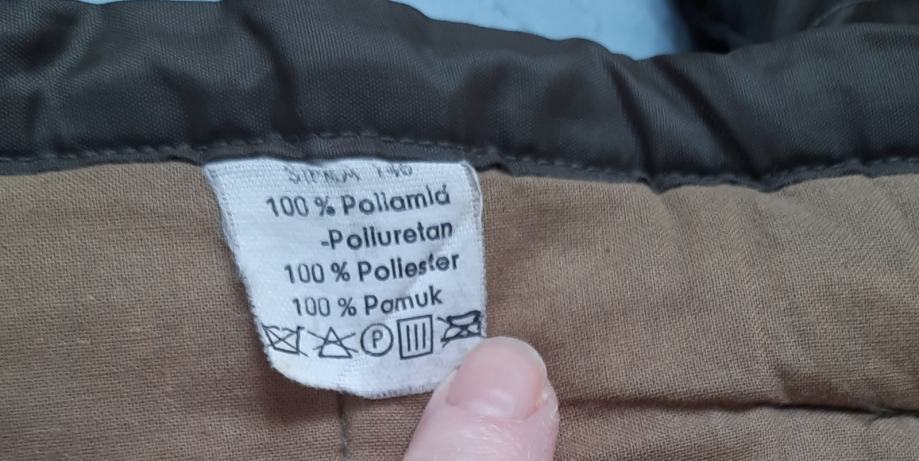 100 % Poliamid
-Poliuretan
100 % Poliester
100 % Pamuk
P